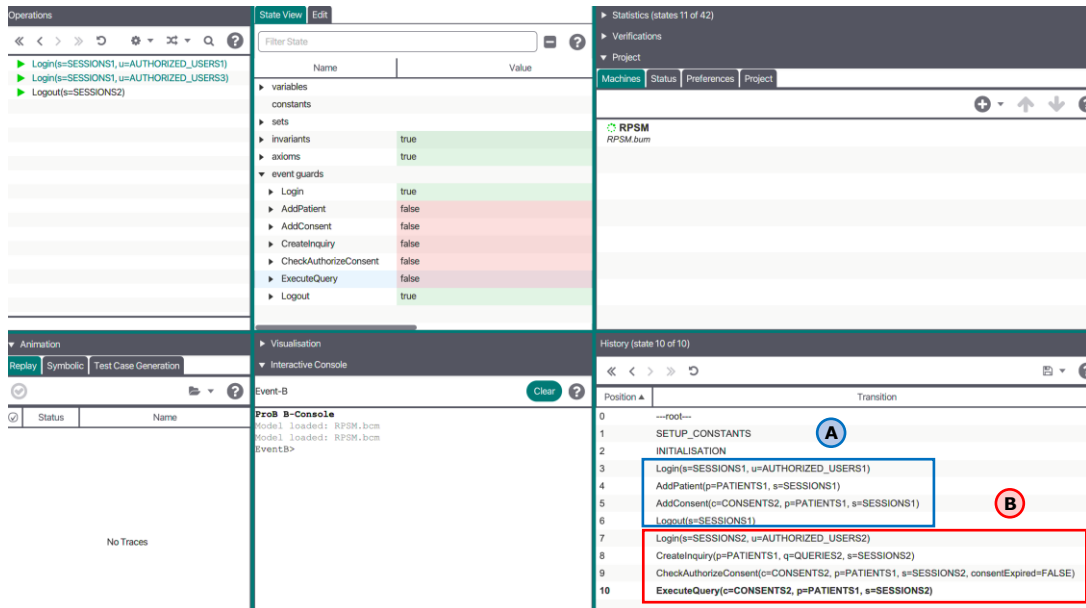 Operations
Login(s=SESSIONS1, u=AUTHORIZED_USERS1)
Login(s=SESSIONS1, u=AUTHORIZED_USERS3)
Logout(s=SESSIONS2)
State View Edit
Filter State
Name Value
variables
constants
sets
invariants true
axioms true
event guards
Login true
AddPatient false
AddConsent false
CreateInquiry false
CheckAuthorizeConsent false
ExecuteQuery false
Logout true
Statistics (states 11 of 42)
Verifications
Project
Machines Status Preferences Project
RPSM
RPSM.bum
Animation
Replay Symbolic Test Case Generation
Status Name
No Traces
Visualisation
Interactive Console
Event-B Clear
ProB B-Console
Model loaded: RPSM.bcm
Model loaded: RPSM.bcm
EventB>
History (state 10 of 10)
Position Transition
0 ---root---
1 SETUP_CONSTANTS
A
2 INITIALISATION
3 Login(s=SESSIONS1, u=AUTHORIZED_USERS1)
4 AddPatient(p=PATIENTS1, s=SESSIONS1)
5 AddConsent(c=CONSENTS2, p=PATIENTS1, s=SESSIONS1)
B
6 Logout(s=SESSIONS1)
7 Login(s=SESSIONS2, u=AUTHORIZED_USERS2)
8 CreateInquiry(p=PATIENTS1, q=QUERIES2, s=SESSIONS2)
9 CheckAuthorizeConsent(c=CONSENTS2, p=PATIENTS1, s=SESSIONS2, consentExpired=FALSE)
10 ExecuteQuery(c=CONSENTS2, p=PATIENTS1, s=SESSIONS2)